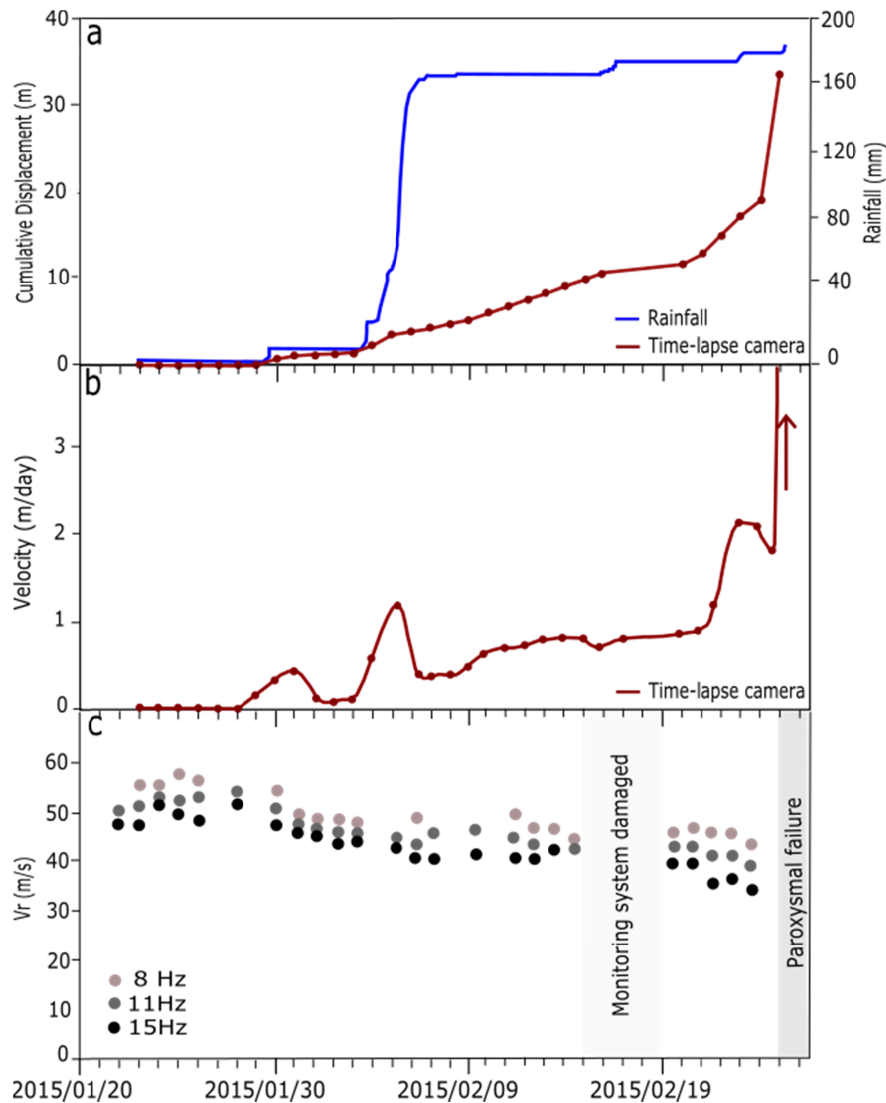 a
40
30
20
10
0
Cumulative Displacement (m)
200
160
120
80
40
0
Rainfall (mm)
Rainfall
Time-lapse camera
b
3
2
1
0
Velocity (m/day)
Time-lapse camera
c
60
50
40
30
20
10
0
Vr (m/s)
8 Hz
11Hz
15Hz
Monitoring system damaged
Paroxysmal failure
2015/01/20
2015/01/30
2015/02/09
2015/02/19